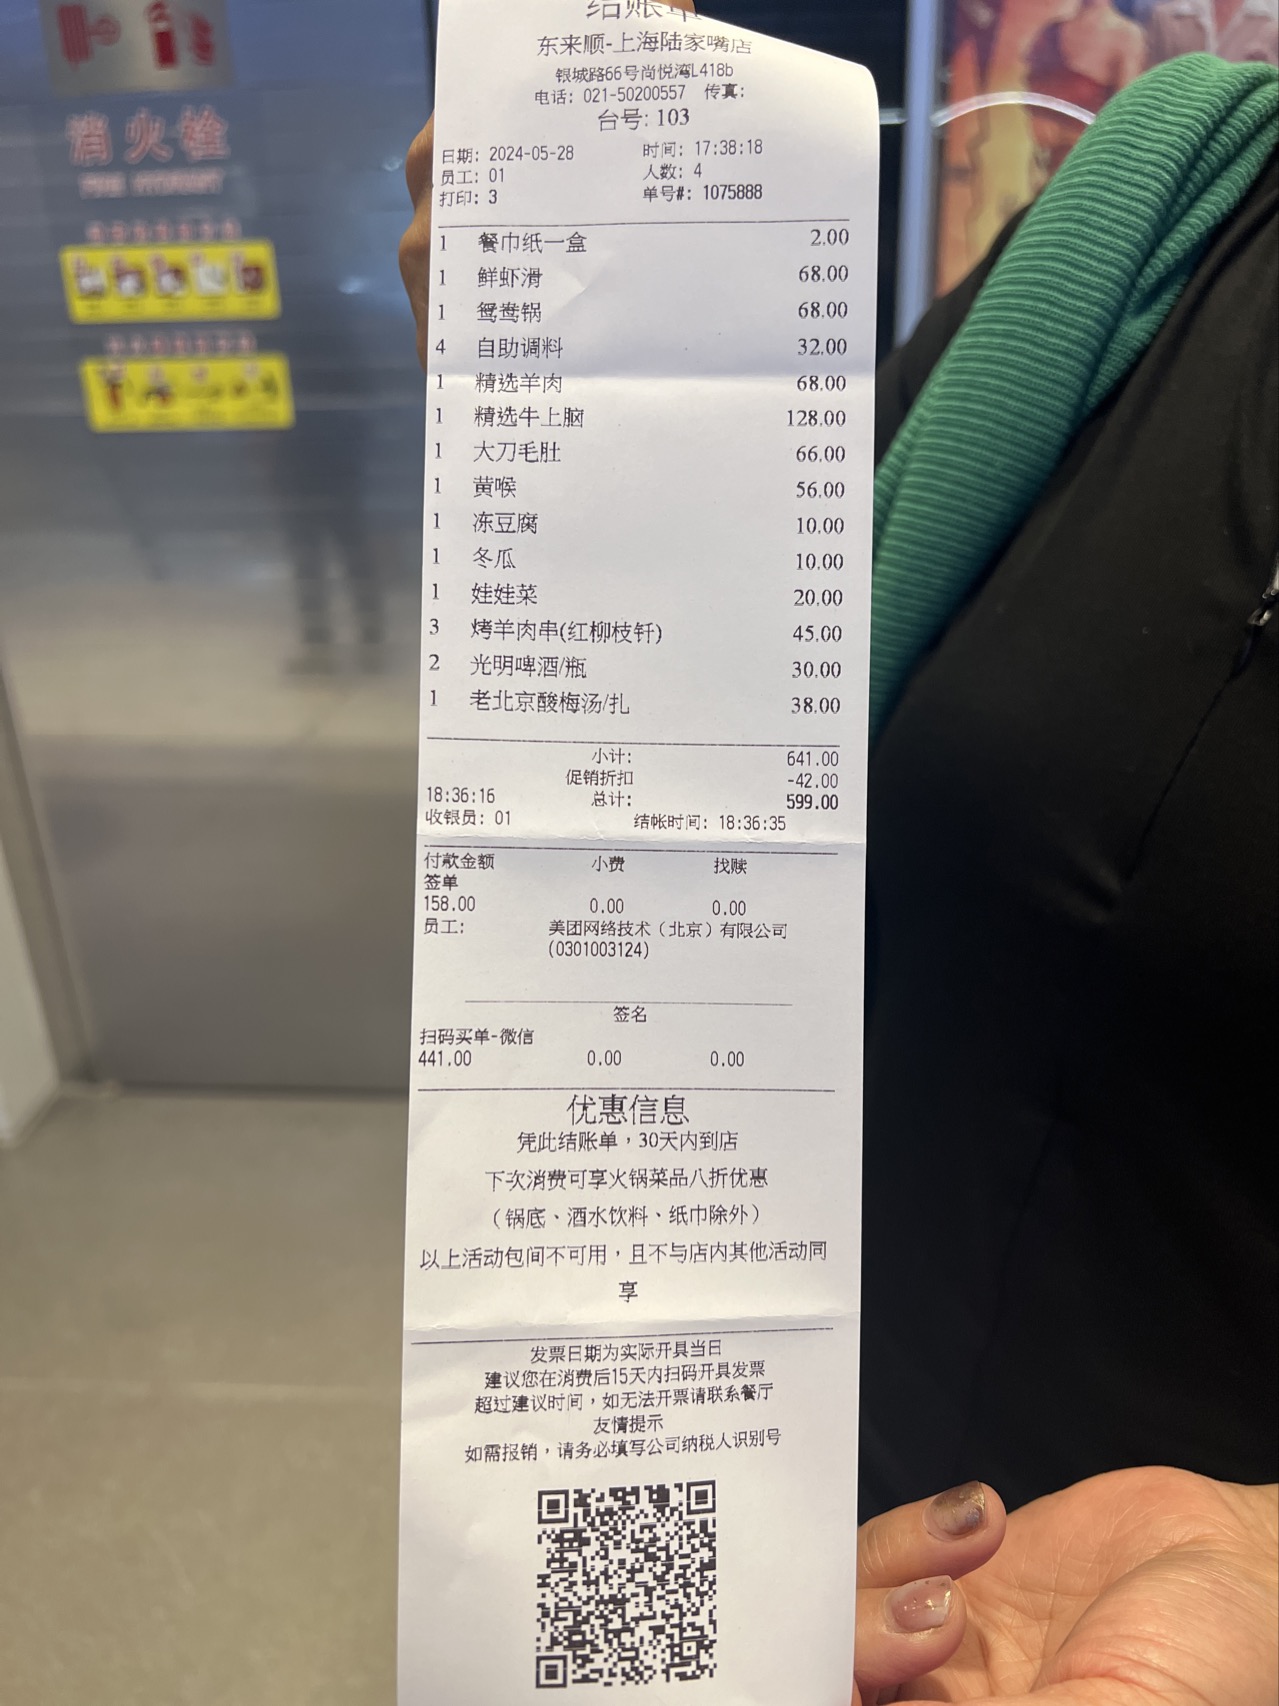 结账单
东来顺-上海陆家嘴店
银城路66号尚悦湾L418b
电话: 021-50200557 传真:
台号: 103
日期: 2024-05-28 时间: 17:38:18
员工: 01 人数: 4
打印: 3 单号#: 1075888
1 餐巾纸一盒 2.00
1 鲜虾滑 68.00
1 鸳鸯锅 68.00
4 自助调料 32.00
1 精选羊肉 68.00
1 精选牛上脑 128.00
1 大刀毛肚 66.00
1 黄喉 56.00
1 冻豆腐 10.00
1 冬瓜 10.00
1 娃娃菜 20.00
3 烤羊肉串(红柳枝钎) 45.00
2 光明啤酒/瓶 30.00
1 老北京酸梅汤/扎 38.00
小计: 641.00
促销折扣 -42.00
18:36:16 总计: 599.00
收银员: 01 结帐时间: 18:36:35
付款金额 小费 找赎
签单
158.00 0.00 0.00
员工: 美团网络技术（北京）有限公司
(0301003124)
签名
扫码买单-微信
441.00 0.00 0.00
优惠信息
凭此结账单，30天内到店
下次消费可享火锅菜品八折优惠
（锅底、酒水饮料、纸巾除外）
以上活动包间不可用，且不与店内其他活动同
享
发票日期为实际开具当日
建议您在消费后15天内扫码开具发票
超过建议时间，如无法开票请联系餐厅
友情提示
如需报销，请务必填写公司纳税人识别号
消火栓